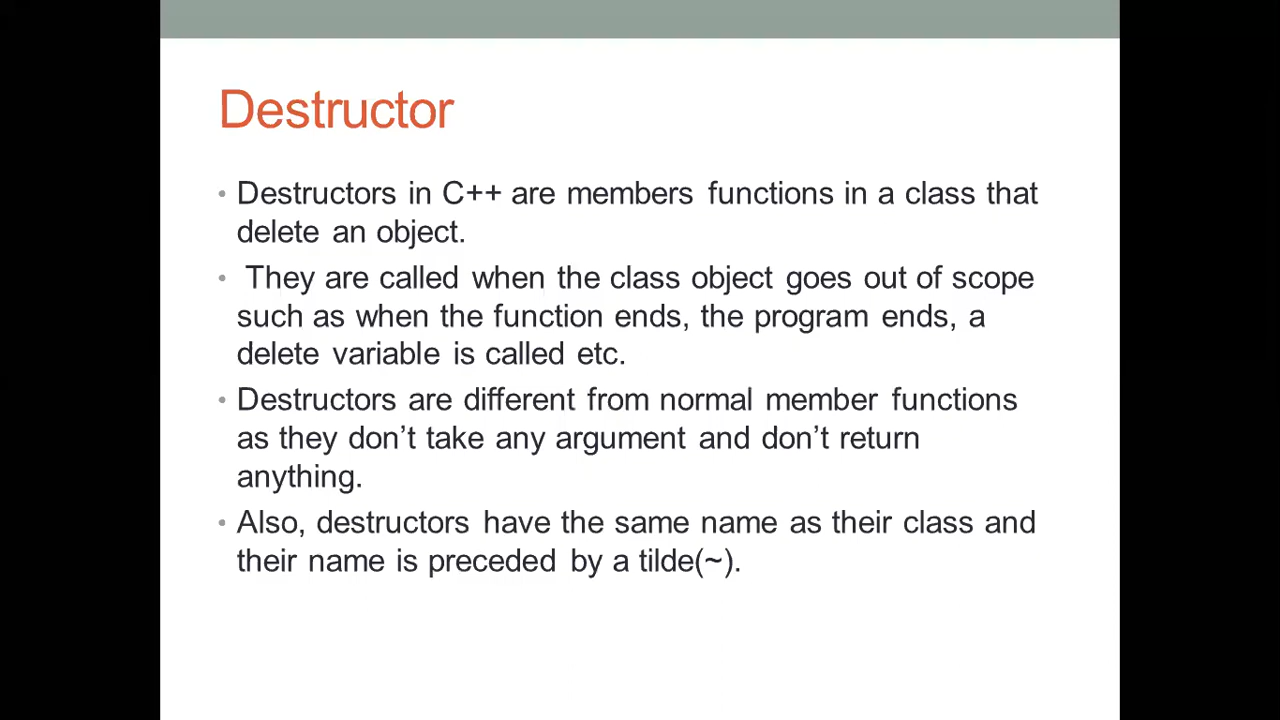 Destructor
• Destructors in C++ are members functions in a class that
delete an object.
• They are called when the class object goes out of scope
such as when the function ends, the program ends, a
delete variable is called etc.
• Destructors are different from normal member functions
as they don’t take any argument and don’t return
anything.
• Also, destructors have the same name as their class and
their name is preceded by a tilde(~).